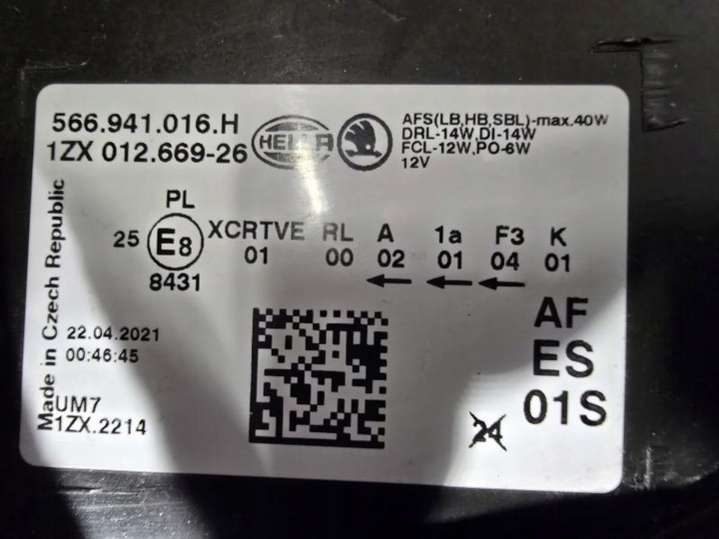 566.941.016.H
1ZX 012.669-26
HELLA
AFS(LB,HB,SBL)-max.40W
DRL-14W,DI-14W
FCL-12W,PO-6W
12V
PL
25 E8 XCRTVE RL A 1a F3 K
8431 01 00 02 01 04 01
Made in Czech Republic
22.04.2021
00:46:45
UM7
1ZX.2214
AF
ES
01S
24